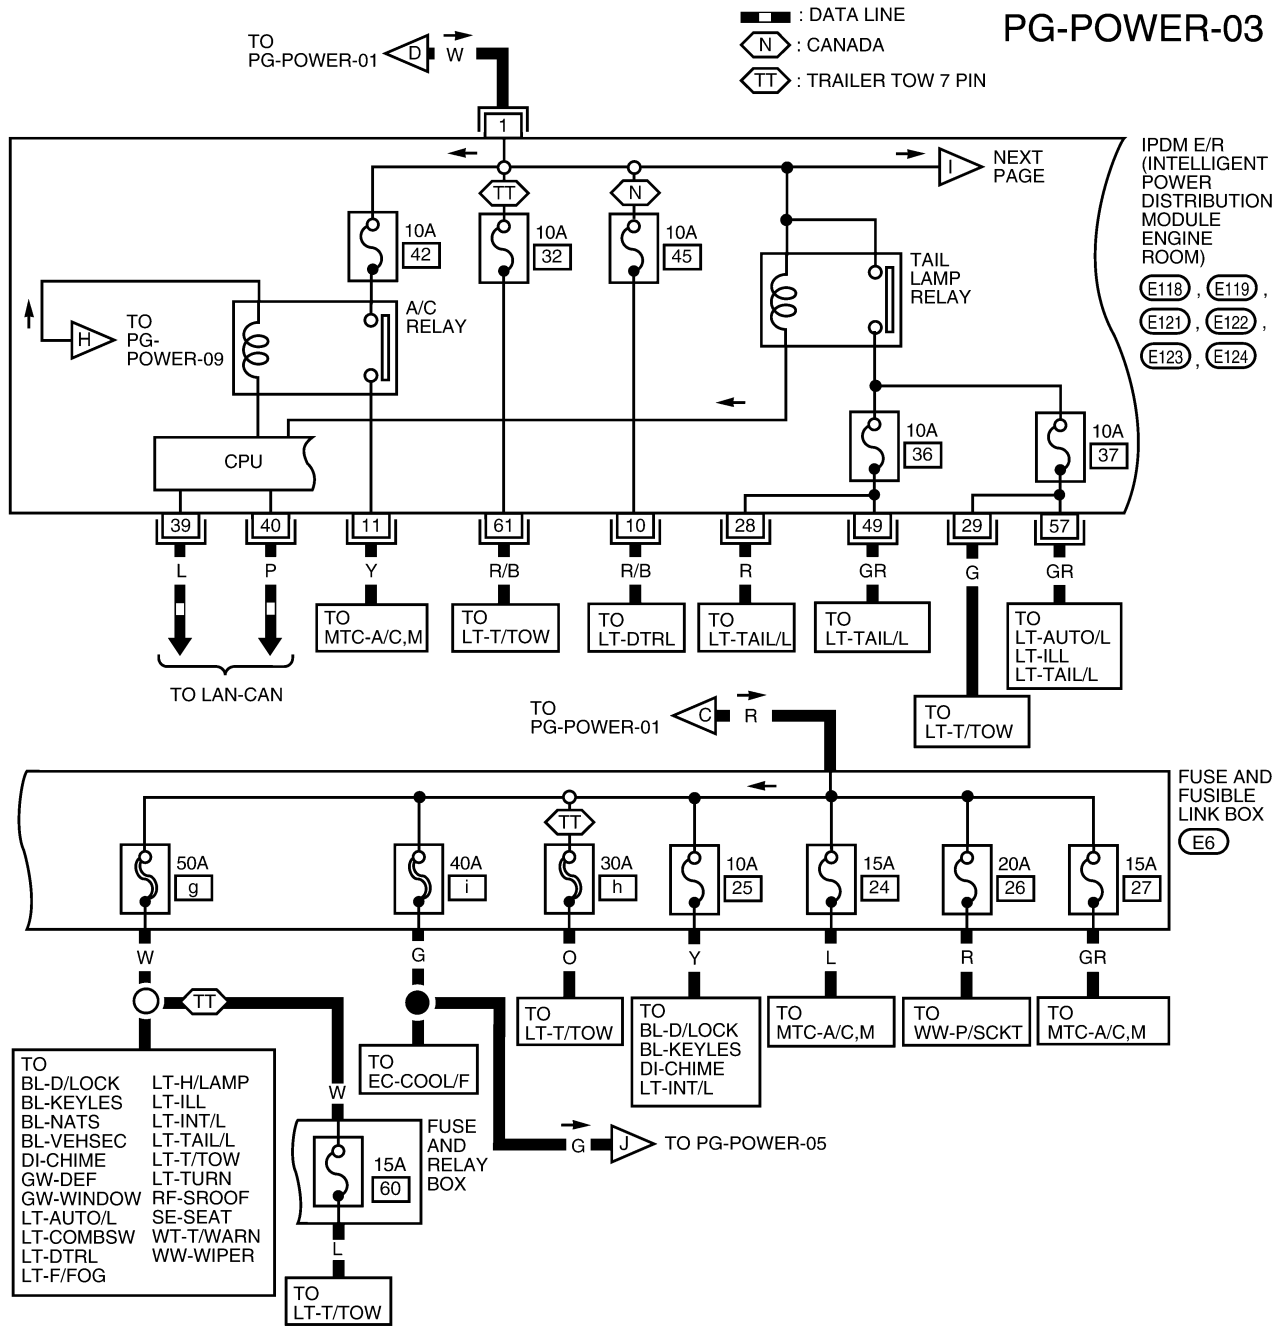 PG-POWER-03
: DATA LINE
N : CANADA
TT : TRAILER TOW 7 PIN
TO
PG-POWER-01
D
W
1
IPDM E/R
(INTELLIGENT
POWER
DISTRIBUTION
MODULE
ENGINE
ROOM)
E118 , E119 ,
E121 , E122 ,
E123 , E124
I
NEXT
PAGE
TT
N
10A
42
10A
32
10A
45
TAIL
LAMP
RELAY
A/C
RELAY
H
TO
PG-
POWER-09
CPU
10A
36
10A
37
39
40
11
61
10
28
49
29
57
L
P
Y
R/B
R/B
R
GR
G
GR
TO
MTC-A/C,M
TO
LT-T/TOW
TO
LT-DTRL
TO
LT-TAIL/L
TO
LT-TAIL/L
TO
LT-AUTO/L
LT-ILL
LT-TAIL/L
TO LAN-CAN
TO
LT-T/TOW
TO
PG-POWER-01
C
R
FUSE AND
FUSIBLE
LINK BOX
E6
TT
50A
g
40A
i
30A
h
10A
25
15A
24
20A
26
15A
27
W
G
O
Y
L
R
GR
TT
TO
LT-T/TOW
TO
BL-D/LOCK
BL-KEYLES
DI-CHIME
LT-INT/L
TO
MTC-A/C,M
TO
WW-P/SCKT
TO
MTC-A/C,M
TO
EC-COOL/F
TO
BL-D/LOCK
BL-KEYLES
BL-NATS
BL-VEHSEC
DI-CHIME
GW-DEF
GW-WINDOW
LT-AUTO/L
LT-COMBSW
LT-DTRL
LT-F/FOG
LT-H/LAMP
LT-ILL
LT-INT/L
LT-TAIL/L
LT-T/TOW
LT-TURN
RF-SROOF
SE-SEAT
WT-T/WARN
WW-WIPER
W
FUSE
AND
RELAY
BOX
15A
60
G
J
TO PG-POWER-05
L
TO
LT-T/TOW